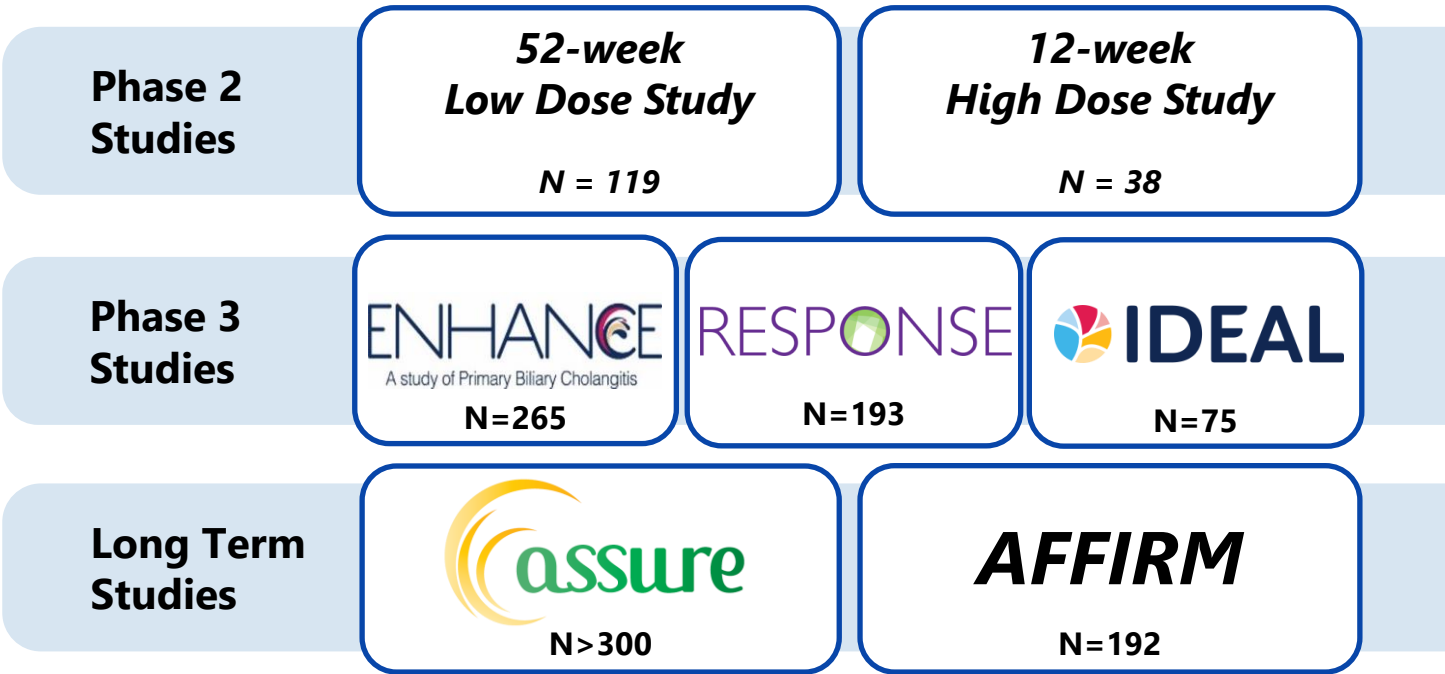 Phase 2
Studies
52-week
Low Dose Study
N = 119
12-week
High Dose Study
N = 38
Phase 3
Studies
ENHANCE
A study of Primary Biliary Cholangitis
N=265
RESPONSE
N=193
IDEAL
N=75
Long Term
Studies
assure
N>300
AFFIRM
N=192